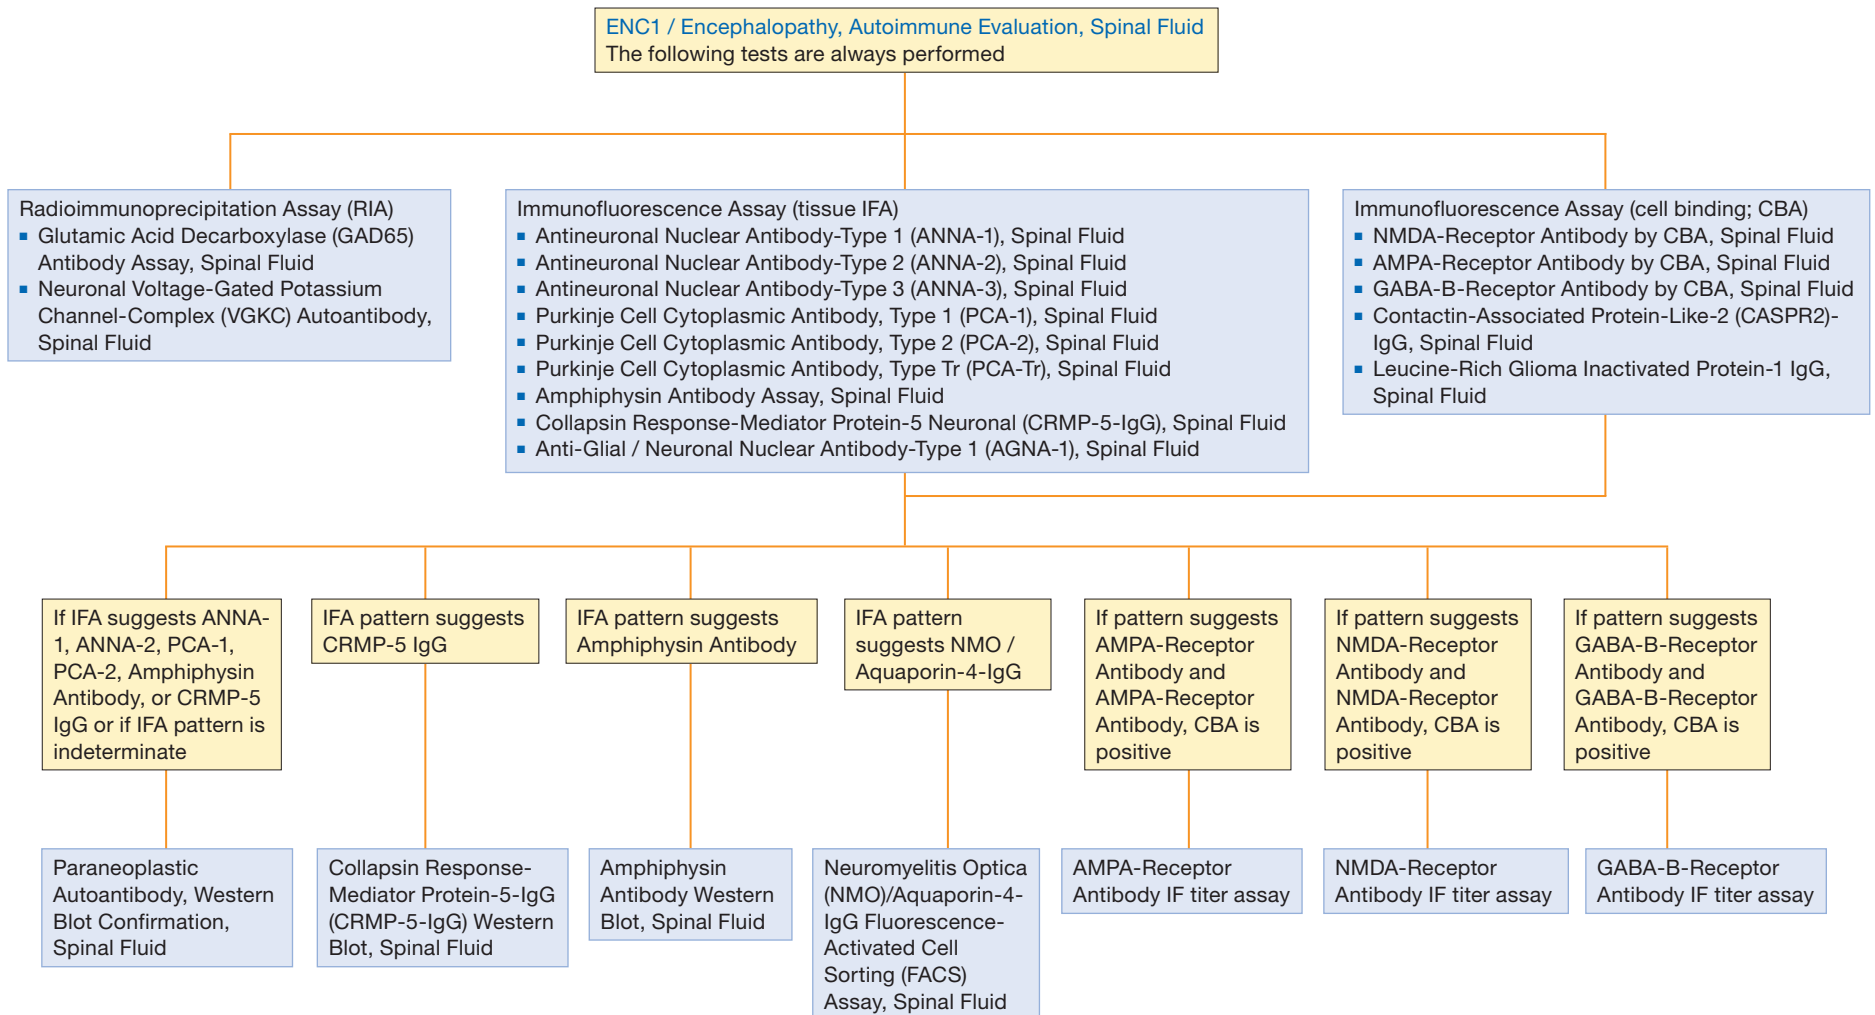 ENC1 / Encephalopathy, Autoimmune Evaluation, Spinal Fluid
The following tests are always performed
Radioimmunoprecipitation Assay (RIA)
▪ Glutamic Acid Decarboxylase (GAD65)
Antibody Assay, Spinal Fluid
▪ Neuronal Voltage-Gated Potassium
Channel-Complex (VGKC) Autoantibody,
Spinal Fluid
Immunofluorescence Assay (tissue IFA)
▪ Antineuronal Nuclear Antibody-Type 1 (ANNA-1), Spinal Fluid
▪ Antineuronal Nuclear Antibody-Type 2 (ANNA-2), Spinal Fluid
▪ Antineuronal Nuclear Antibody-Type 3 (ANNA-3), Spinal Fluid
▪ Purkinje Cell Cytoplasmic Antibody, Type 1 (PCA-1), Spinal Fluid
▪ Purkinje Cell Cytoplasmic Antibody, Type 2 (PCA-2), Spinal Fluid
▪ Purkinje Cell Cytoplasmic Antibody, Type Tr (PCA-Tr), Spinal Fluid
▪ Amphiphysin Antibody Assay, Spinal Fluid
▪ Collapsin Response-Mediator Protein-5 Neuronal (CRMP-5-IgG), Spinal Fluid
▪ Anti-Glial / Neuronal Nuclear Antibody-Type 1 (AGNA-1), Spinal Fluid
Immunofluorescence Assay (cell binding; CBA)
▪ NMDA-Receptor Antibody by CBA, Spinal Fluid
▪ AMPA-Receptor Antibody by CBA, Spinal Fluid
▪ GABA-B-Receptor Antibody by CBA, Spinal Fluid
▪ Contactin-Associated Protein-Like-2 (CASPR2)-
IgG, Spinal Fluid
▪ Leucine-Rich Glioma Inactivated Protein-1 IgG,
Spinal Fluid
If IFA suggests ANNA-
1, ANNA-2, PCA-1,
PCA-2, Amphiphysin
Antibody, or CRMP-5
IgG or if IFA pattern is
indeterminate
IFA pattern suggests
CRMP-5 IgG
IFA pattern suggests
Amphiphysin Antibody
IFA pattern
suggests NMO /
Aquaporin-4-IgG
If pattern suggests
AMPA-Receptor
Antibody and
AMPA-Receptor
Antibody, CBA is
positive
If pattern suggests
NMDA-Receptor
Antibody and
NMDA-Receptor
Antibody, CBA is
positive
If pattern suggests
GABA-B-Receptor
Antibody and
GABA-B-Receptor
Antibody, CBA is
positive
Paraneoplastic
Autoantibody, Western
Blot Confirmation,
Spinal Fluid
Collapsin Response-
Mediator Protein-5-IgG
(CRMP-5-IgG) Western
Blot, Spinal Fluid
Amphiphysin
Antibody Western
Blot, Spinal Fluid
Neuromyelitis Optica
(NMO)/Aquaporin-4-
IgG Fluorescence-
Activated Cell
Sorting (FACS)
Assay, Spinal Fluid
AMPA-Receptor
Antibody IF titer assay
NMDA-Receptor
Antibody IF titer assay
GABA-B-Receptor
Antibody IF titer assay